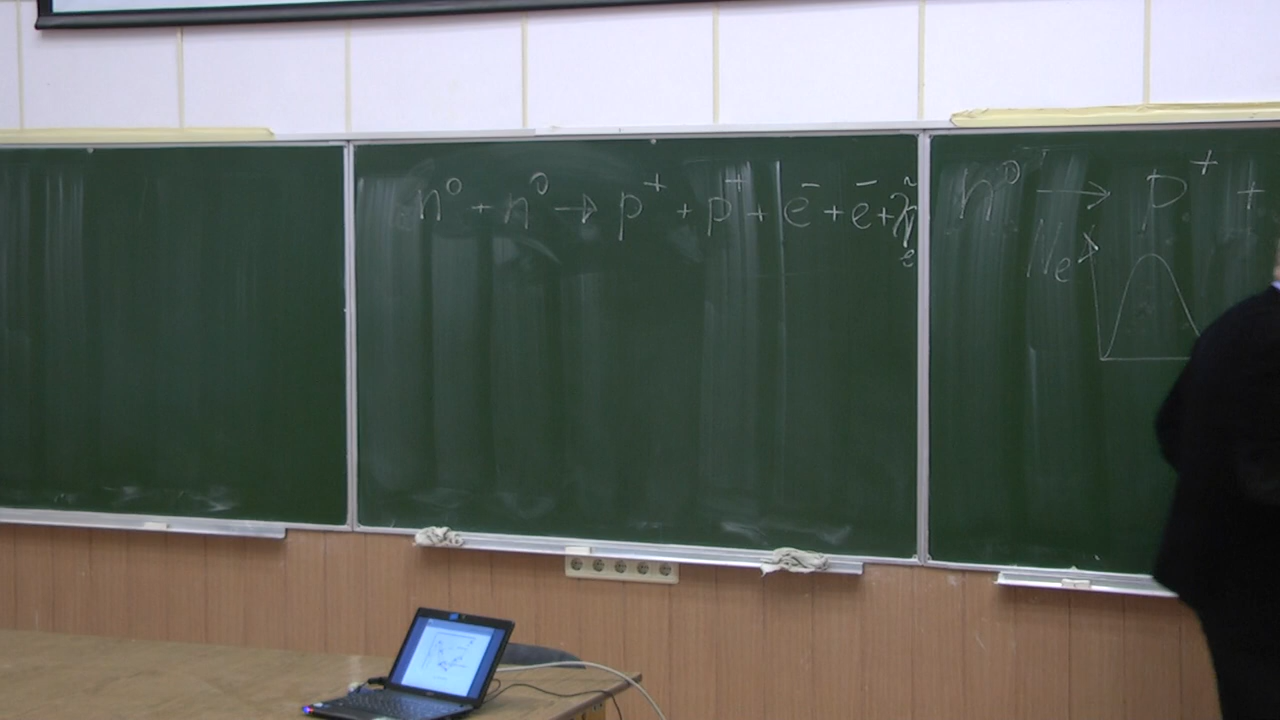 n⁰ + n⁰ → p⁺ + p⁺ + e⁻ + e⁻ +
n⁰ → p⁺ +
Ne